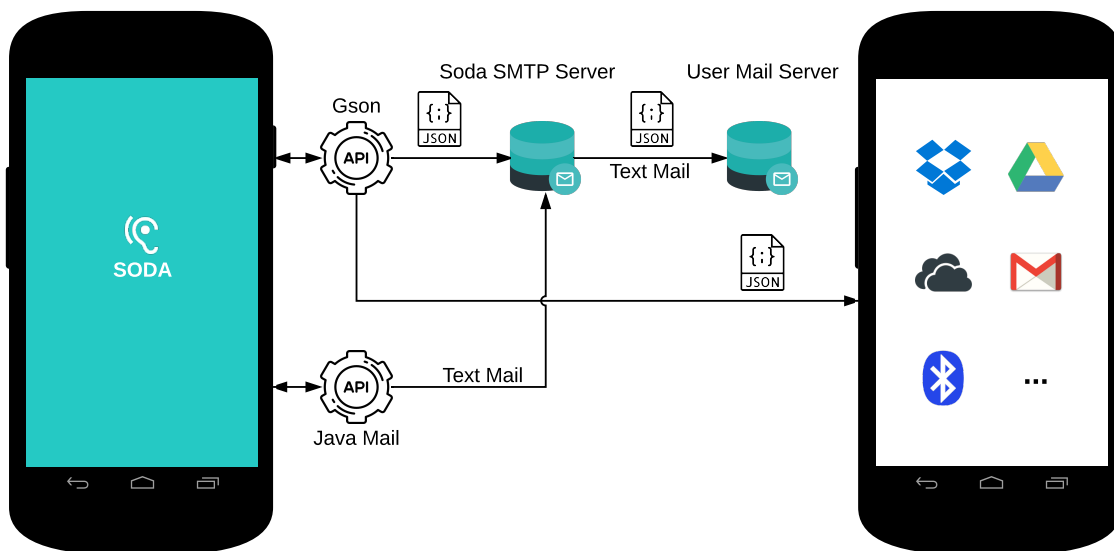 Soda SMTP Server
User Mail Server
Gson
{;}
JSON
{;}
JSON
API
Text Mail
SODA
{;}
JSON
API
Text Mail
Java Mail
...